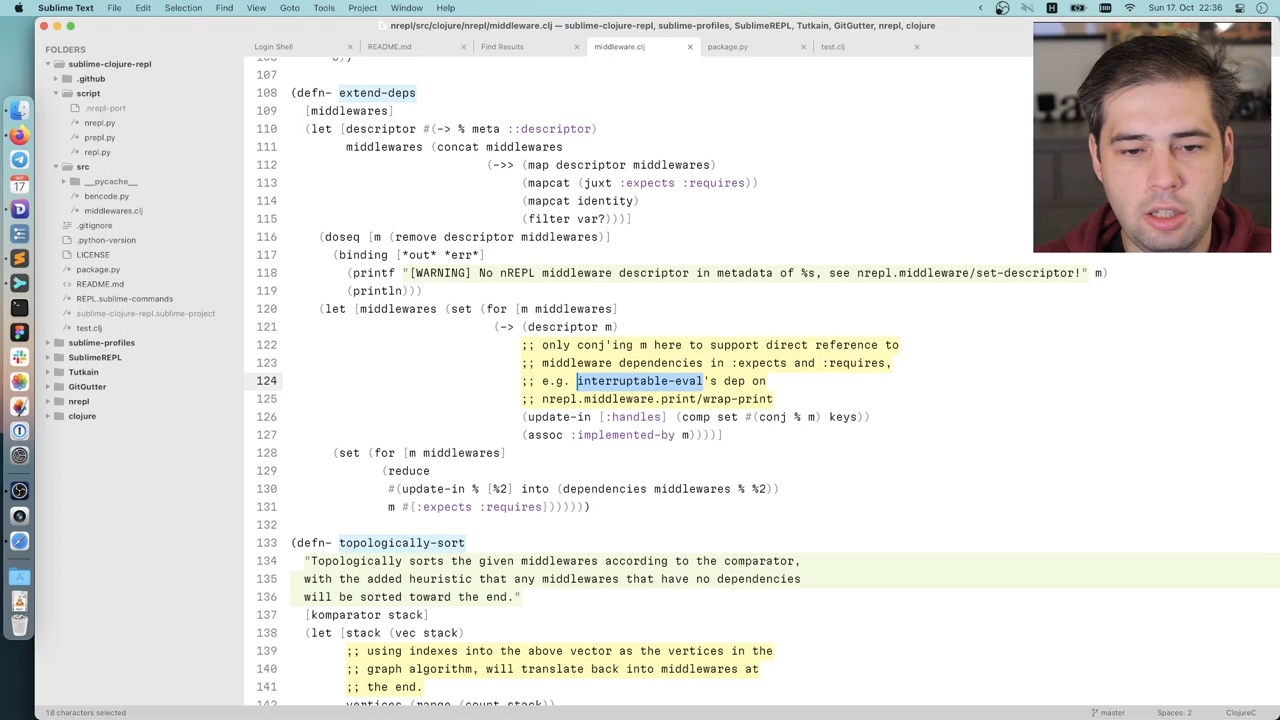 Sublime Text File Edit Selection Find View Goto Tools Project Window Help
Sun 17. Oct 22:36
nrepl/src/clojure/nrepl/middleware.clj — sublime-clojure-repl, sublime-profiles, SublimeREPL, Tutkain, GitGutter, nrepl, clojure
Login Shell × README.md × Find Results × middleware.clj × package.py × test.clj ×
FOLDERS
sublime-clojure-repl
.github
script
.nrepl-port
nrepl.py
prepl.py
repl.py
src
__pycache__
bencode.py
middlewares.clj
.gitignore
.python-version
LICENSE
package.py
README.md
REPL.sublime-commands
sublime-clojure-repl.sublime-project
test.clj
sublime-profiles
SublimeREPL
Tutkain
GitGutter
nrepl
clojure
OCT
17
107
108 (defn- extend-deps
109 [middlewares]
110 (let [descriptor #(-> % meta ::descriptor)
111 middlewares (concat middlewares
112 (->> (map descriptor middlewares)
113 (mapcat (juxt :expects :requires))
114 (mapcat identity)
115 (filter var?)))]
116 (doseq [m (remove descriptor middlewares)]
117 (binding [*out* *err*]
118 (printf "[WARNING] No nREPL middleware descriptor in metadata of %s, see nrepl.middleware/set-descriptor!" m)
119 (println)))
120 (let [middlewares (set (for [m middlewares]
121 (-> (descriptor m)
122 ;; only conj'ing m here to support direct reference to
123 ;; middleware dependencies in :expects and :requires,
124 ;; e.g. interruptable-eval's dep on
125 ;; nrepl.middleware.print/wrap-print
126 (update-in [:handles] (comp set #(conj % m) keys))
127 (assoc :implemented-by m))))]
128 (set (for [m middlewares]
129 (reduce
130 #(update-in % [%2] into (dependencies middlewares % %2))
131 m #{:expects :requires}))))))
132
133 (defn- topologically-sort
134 "Topologically sorts the given middlewares according to the comparator,
135 with the added heuristic that any middlewares that have no dependencies
136 will be sorted toward the end."
137 [komparator stack]
138 (let [stack (vec stack)
139 ;; using indexes into the above vector as the vertices in the
140 ;; graph algorithm, will translate back into middlewares at
141 ;; the end.
142 vertices (range (count stack))
18 characters selected
master Spaces: 2 ClojureC